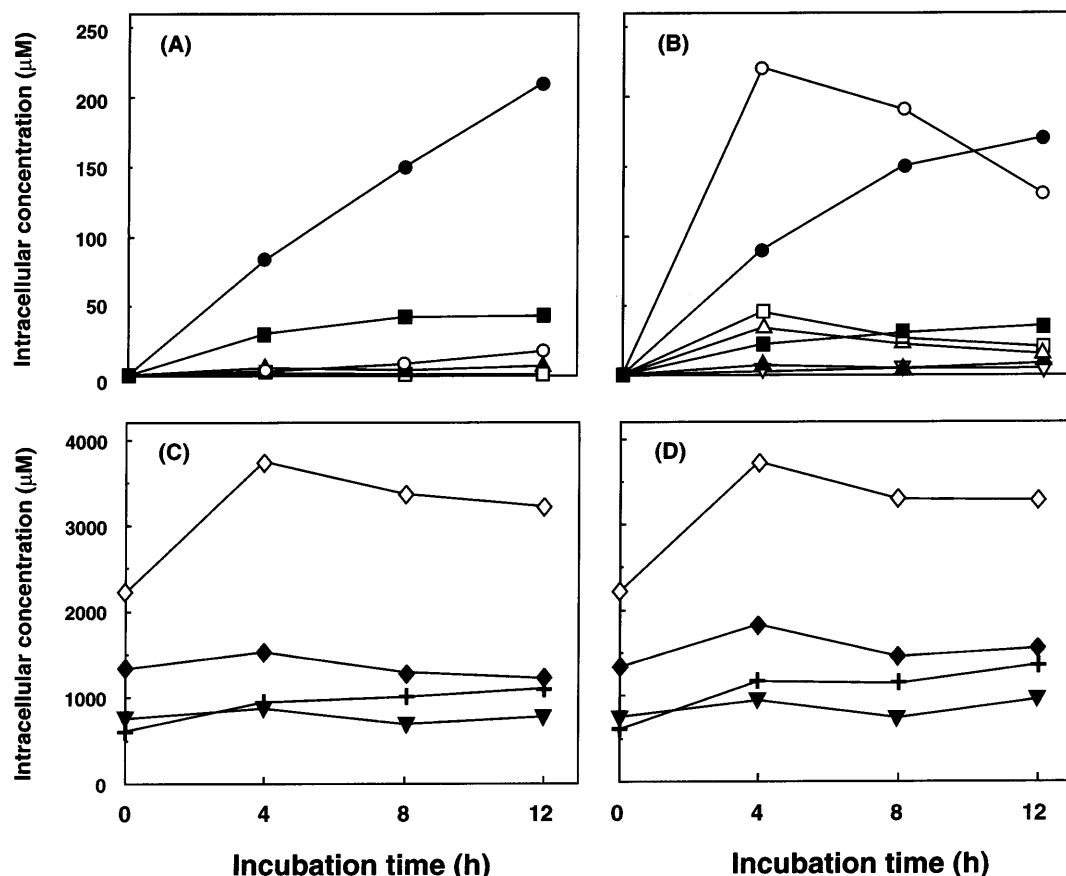 (A)
(B)
Intracellular concentration (μM)
250
200
150
100
50
0
(C)
(D)
Intracellular concentration (μM)
4000
3000
2000
1000
0
0 4 8 12
0 4 8 12
Incubation time (h)
Incubation time (h)